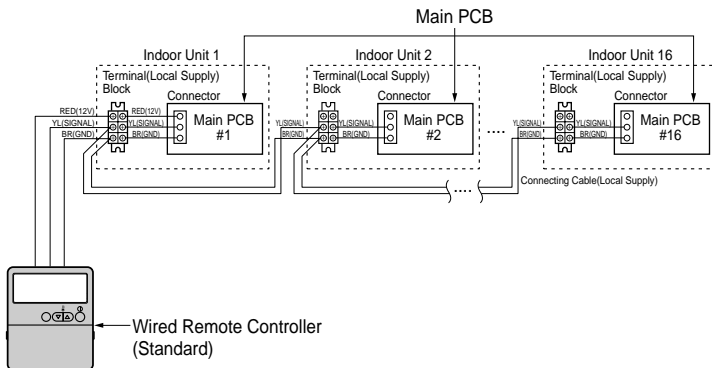 Main PCB
Indoor Unit 1
Indoor Unit 2
Indoor Unit 16
Terminal(Local Supply)
Block
Connector
Terminal(Local Supply)
Block
Connector
Terminal(Local Supply)
Block
Connector
RED(12V)
YL(SIGNAL)
BR(GND)
RED(12V)
YL(SIGNAL)
BR(GND)
Main PCB
#1
YL(SIGNAL)
BR(GND)
YL(SIGNAL)
BR(GND)
Main PCB
#2
....
YL(SIGNAL)
BR(GND)
YL(SIGNAL)
BR(GND)
Main PCB
#16
....
Connecting Cable(Local Supply)
Wired Remote Controller
(Standard)